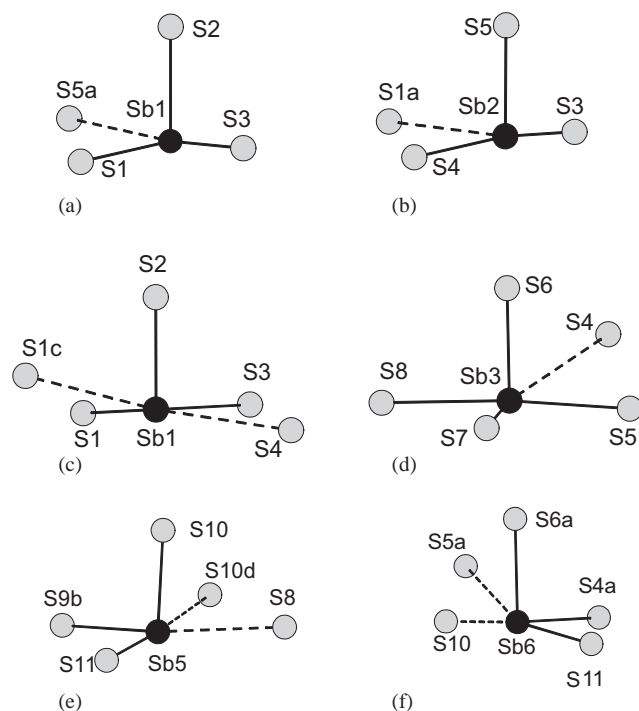 S2
S5a
Sb1
S3
S1
(a)
S5
S1a
Sb2
S3
S4
(b)
S2
S1c
S3
S1
Sb1
S4
(c)
S6
S4
S8
Sb3
S7
S5
(d)
S10
S10d
S9b
S8
S11
Sb5
(e)
S6a
S5a
S4a
S10
Sb6
S11
(f)